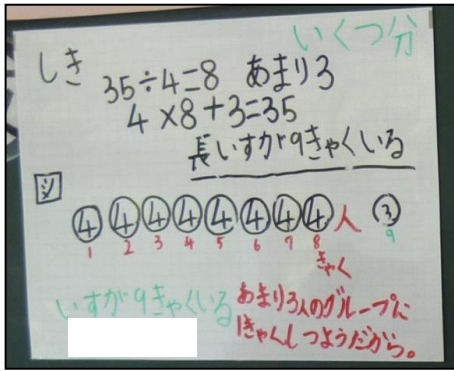 いくつ分
しき
35÷4=8 あまり3
4×8+3=35
長いすが9きゃくいる
図
④④④④④④④④人 ③
1 2 3 4 5 6 7 8 9
きゃく
いすが9きゃくいる
あまり3人のグループに
1きゃくひつようだから。